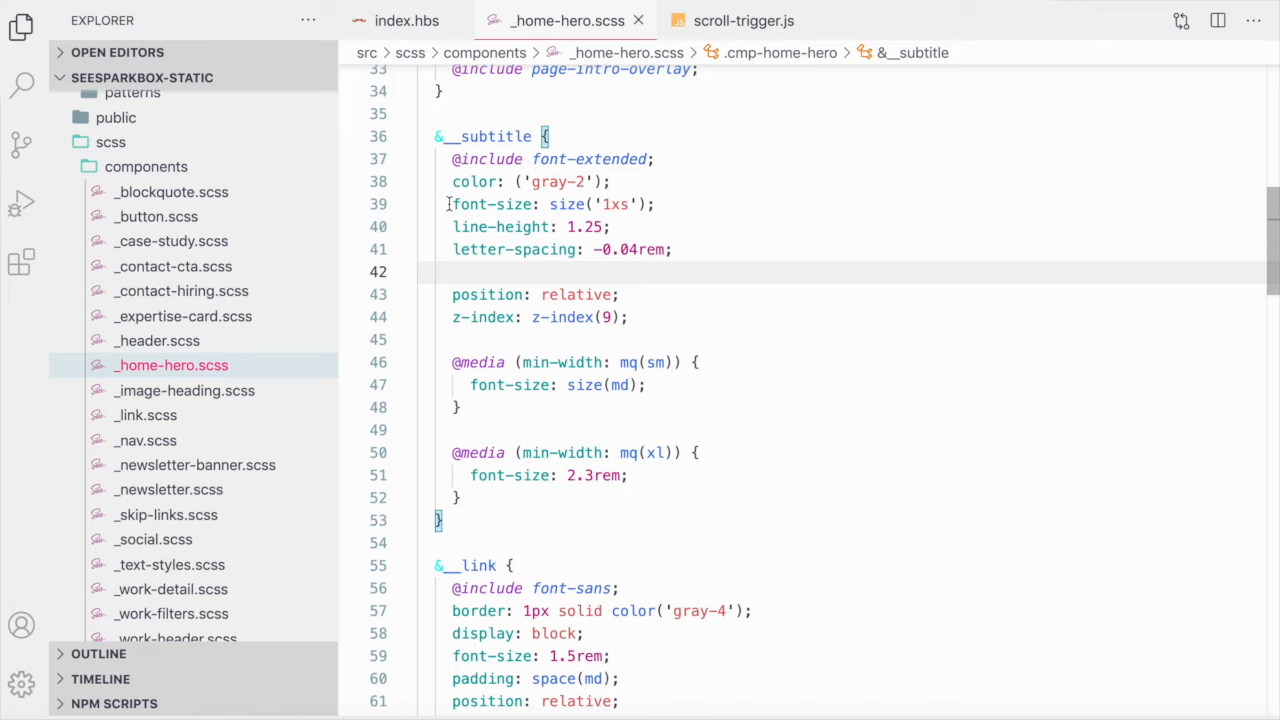 EXPLORER
index.hbs
_home-hero.scss
scroll-trigger.js
OPEN EDITORS
src > scss > components > _home-hero.scss > .cmp-home-hero > &__subtitle
SEESPARKBOX-STATIC
patterns
public
scss
components
_blockquote.scss
_button.scss
_case-study.scss
_contact-cta.scss
_contact-hiring.scss
_expertise-card.scss
_header.scss
_home-hero.scss
_image-heading.scss
_link.scss
_nav.scss
_newsletter-banner.scss
_newsletter.scss
_skip-links.scss
_social.scss
_text-styles.scss
_work-detail.scss
_work-filters.scss
_work-header.scss
OUTLINE
TIMELINE
NPM SCRIPTS
33 @include page-intro-overlay;
34 }
35
36 &__subtitle {
37 @include font-extended;
38 color: ('gray-2');
39 font-size: size('1xs');
40 line-height: 1.25;
41 letter-spacing: -0.04rem;
42
43 position: relative;
44 z-index: z-index(9);
45
46 @media (min-width: mq(sm)) {
47 font-size: size(md);
48 }
49
50 @media (min-width: mq(xl)) {
51 font-size: 2.3rem;
52 }
53 }
54
55 &__link {
56 @include font-sans;
57 border: 1px solid color('gray-4');
58 display: block;
59 font-size: 1.5rem;
60 padding: space(md);
61 position: relative;